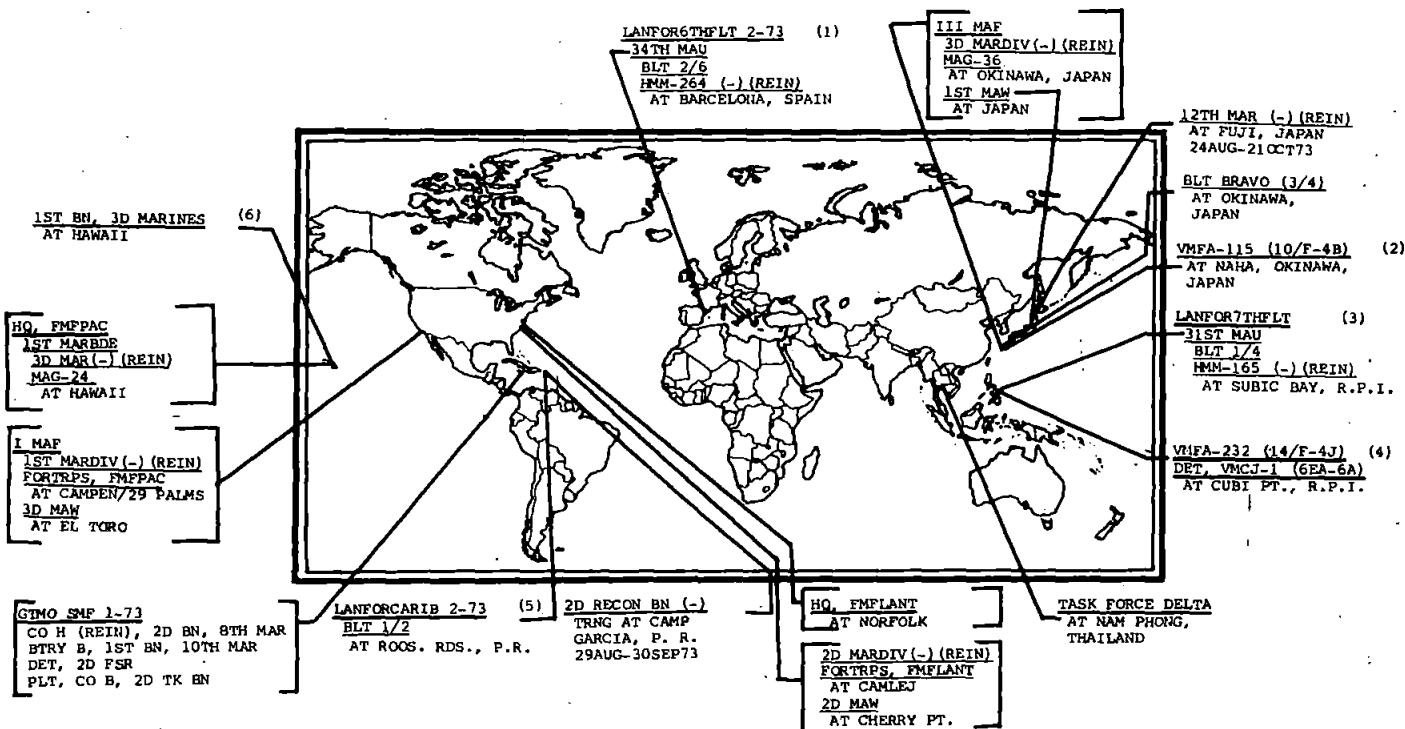 LANFOR6THFLT 2-73 (1)
34TH MAU
BLT 2/6
HMM-264 (-)(REIN)
AT BARCELONA, SPAIN
III MAF
3D MARDIV(-)(REIN)
MAG-36
AT OKINAWA, JAPAN
1ST MAW
AT JAPAN
12TH MAR (-)(REIN)
AT FUJI, JAPAN
24AUG-21OCT73
BLT BRAVO (3/4)
AT OKINAWA,
JAPAN
VMFA-115 (10/F-4B) (2)
AT NAHA, OKINAWA,
JAPAN
LANFOR7THFLT (3)
31ST MAU
BLT 1/4
HMM-165 (-)(REIN)
AT SUBIC BAY, R.P.I.
VMFA-232 (14/F-4J) (4)
DET, VMCJ-1 (6EA-6A)
AT CUBI PT., R.P.I.
1ST BN, 3D MARINES (6)
AT HAWAII
HQ, FMFPAC
1ST MARBDE
3D MAR(-)(REIN)
MAG-24
AT HAWAII
I MAF
1ST MARDIV(-)(REIN)
FORTRPS, FMFPAC
AT CAMPEN/29 PALMS
3D MAW
AT EL TORO
GTMO SMF 1-73
CO H (REIN), 2D BN, 8TH MAR
BTRY B, 1ST BN, 10TH MAR
DET, 2D FSR
PLT, CO B, 2D TK BN
LANFORCARIB 2-73 (5)
BLT 1/2
AT ROOS. RDS., P.R.
2D RECON BN (-)
TRNG AT CAMP
GARCIA, P. R.
29AUG-30SEP73
HQ, FMFLANT
AT NORFOLK
2D MARDIV(-)(REIN)
FORTRPS, FMFLANT
AT CAMLEJ
2D MAW
AT CHERRY PT.
TASK FORCE DELTA
AT NAM PHONG,
THAILAND